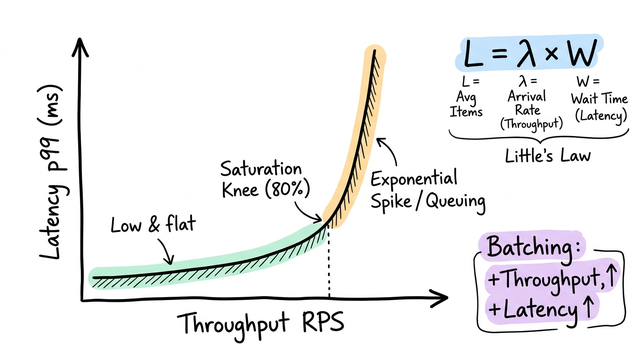 Latency p99 (ms)
Low & flat
Saturation
Knee (80%)
Exponential
Spike / Queuing
Throughput RPS
L = λ × W
L =
Avg
Items
λ =
Arrival
Rate
(Throughput)
W =
Wait Time
(Latency)
Little's Law
Batching:
+Throughput,↑
+Latency↑